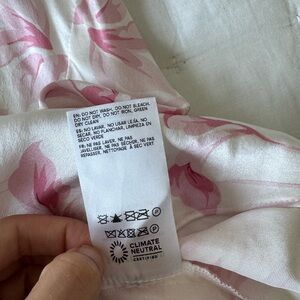 EN: DO NOT WASH, DO NOT BLEACH,
DO NOT DRY, DO NOT IRON, GREEN
DRY CLEAN
ES: NO LAVAR, NO USAR LEJÍA, NO
SECAR, NO PLANCHAR, LIMPIEZA EN
SECO VERDE
FR: NE PAS LAVER, NE PAS
JAVELLISER, NE PAS SÉCHER, NE PAS
REPASSER, NETTOYAGE À SEC VERT
CLIMATE
NEUTRAL
CERTIFIED